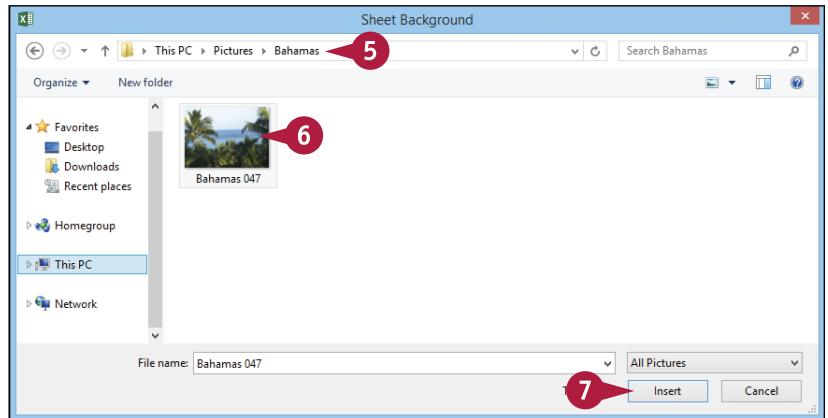 Sheet Background
This PC Pictures Bahamas 5 Search Bahamas
Organize New folder
Favorites
6
Desktop
Downloads
Bahamas 047
Recent places
Homegroup
This PC
Network
File name: Bahamas 047 All Pictures
7 Insert Cancel